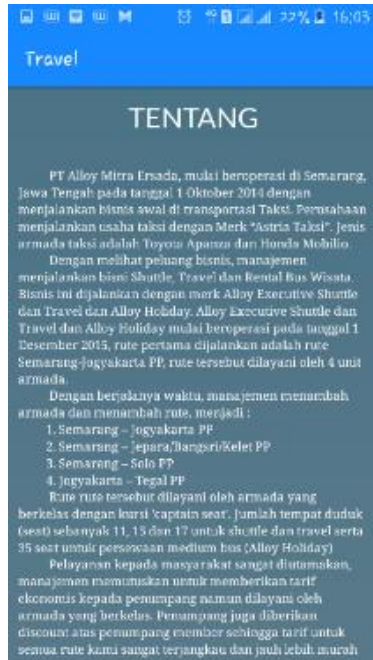 22% 16:03
Travel
TENTANG
PT Alloy Mitra Ersada, mulai beroperasi di Semarang,
Jawa Tengah pada tanggal 1 Oktober 2014 dengan
menjalankan bisnis awal di transportasi Taksi. Perusahaan
menjalankan usaha taksi dengan Merk "Astria Taksi". Jenis
armada taksi adalah Toyota Apanza dan Honda Mobilio.
Dengan melihat peluang bisnis, manajemen
menjalankan bisni Shuttle, Travel dan Rental Bus Wisata.
Bisnis ini dijalankan dengan merk Alloy Executive Shuttle
dan Travel dan Alloy Holiday. Alloy Executive Shuttle dan
Travel dan Alloy Holiday mulai beroperasi pada tanggal 1
Desember 2015, rute pertama dijalankan adalah rute
Semarang-Jogyakarta PP, rute tersebut dilayani oleh 4 unit
armada.
Dengan berjalanya waktu, manajemen menambah
armada dan menambah rute, menjadi :
1. Semarang – Jogyakarta PP
2. Semarang – Jepara/Bangsri/Kelet PP
3. Semarang – Solo PP
4. Jogyakarta – Tegal PP
Rute rute tersebut dilayani oleh armada yang
berkelas dengan kursi 'captain seat'. Jumlah tempat duduk
(seat) sebanyak 11, 15 dan 17 untuk shuttle dan travel serta
35 seat untuk persewaan medium bus (Alloy Holiday)
Pelayanan kepada masyarakat sangat diutamakan,
manajemen memutuskan untuk memberikan tarif
ekonomis kepada penumpang namun dilayani oleh
armada yang berkelas. Penumpang juga diberikan
discount atas penumpang member sehingga tarif untuk
semua rute kami sangat terjangkau dan jauh lebih murah